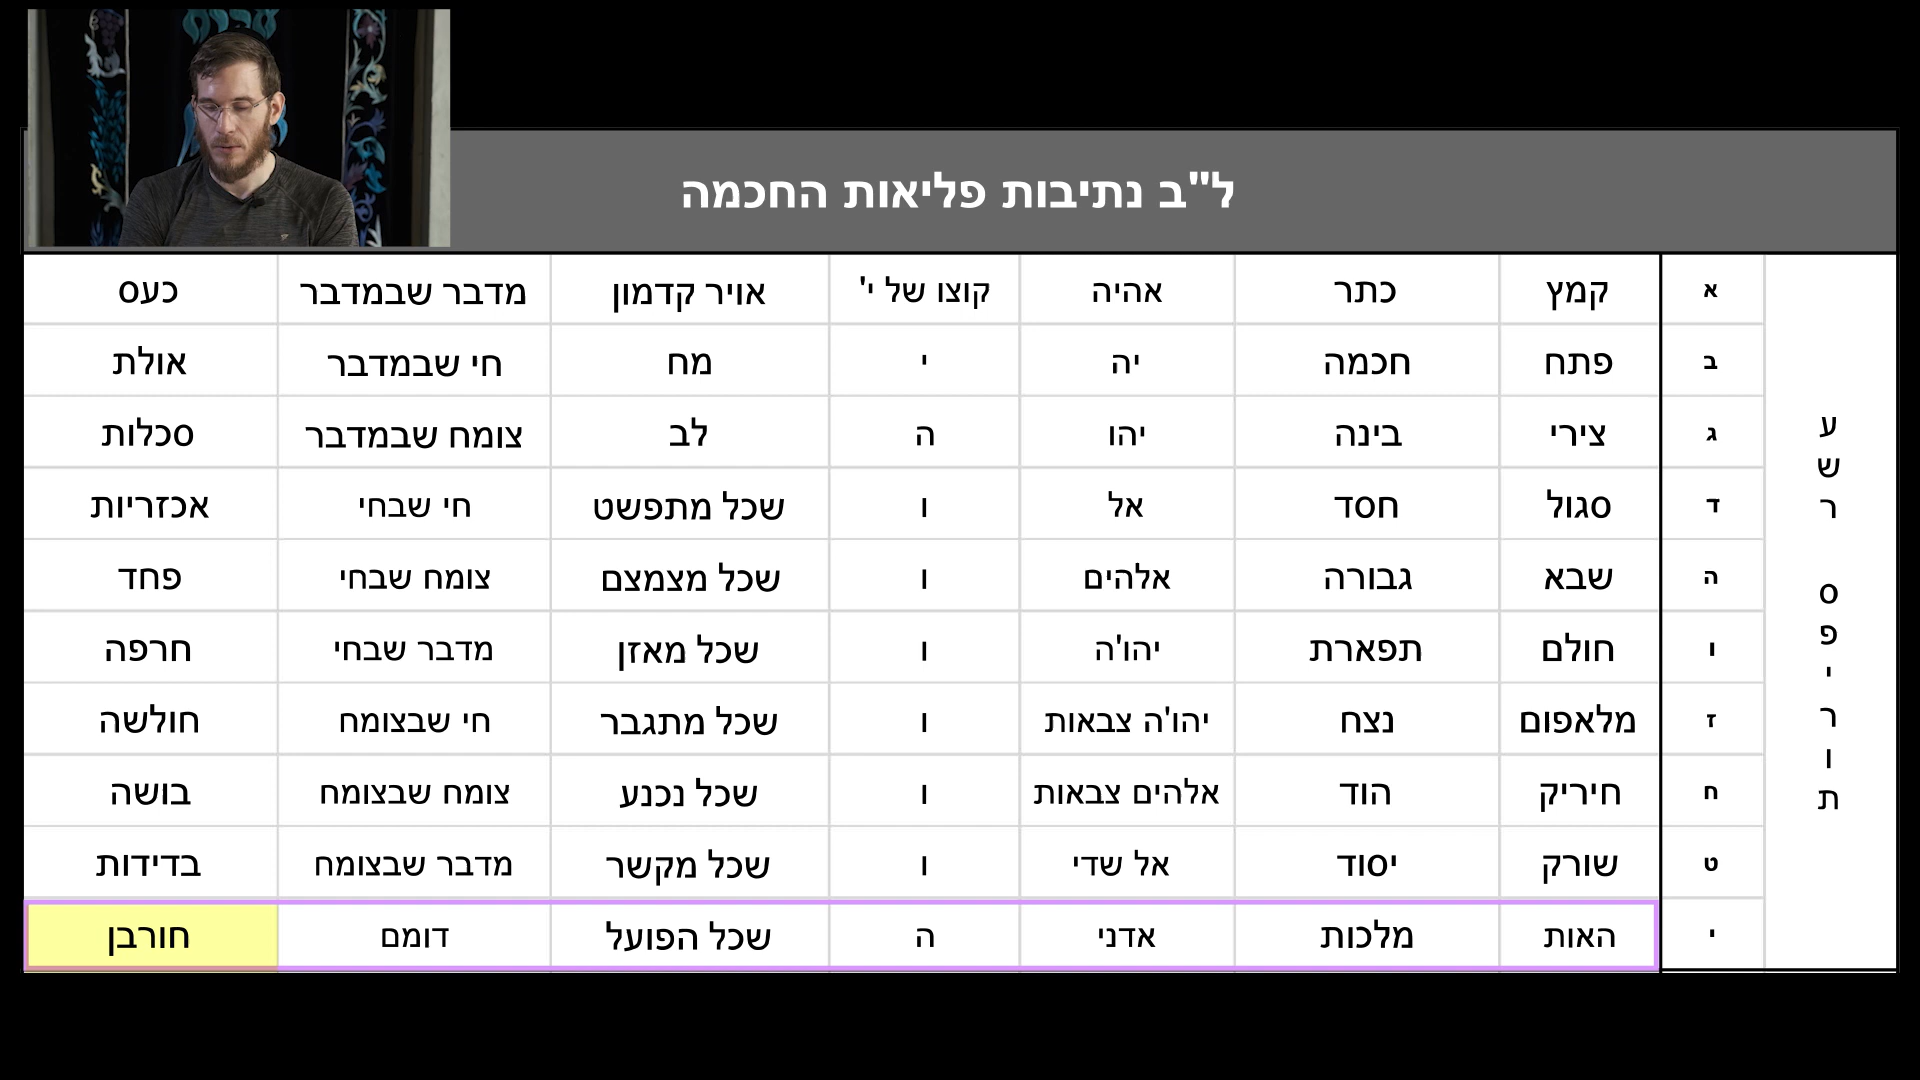 ל"ב נתיבות פליאות החכמה
עשר ספירות
א קמץ כתר אהיה קוצו של י' אויר קדמון מדבר שבמדבר כעס
ב פתח חכמה יה י מח חי שבמדבר אולת
ג צירי בינה יהו ה לב צומח שבמדבר סכלות
ד סגול חסד אל ו שכל מתפשט חי שבחי אכזריות
ה שבא גבורה אלהים ו שכל מצמצם צומח שבחי פחד
ו חולם תפארת יהו'ה ו שכל מאזן מדבר שבחי חרפה
ז מלאפום נצח יהו'ה צבאות ו שכל מתגבר חי שבצומח חולשה
ח חיריק הוד אלהים צבאות ו שכל נכנע צומח שבצומח בושה
ט שורק יסוד אל שדי ו שכל מקשר מדבר שבצומח בדידות
י האות מלכות אדני ה שכל הפועל דומם חורבן